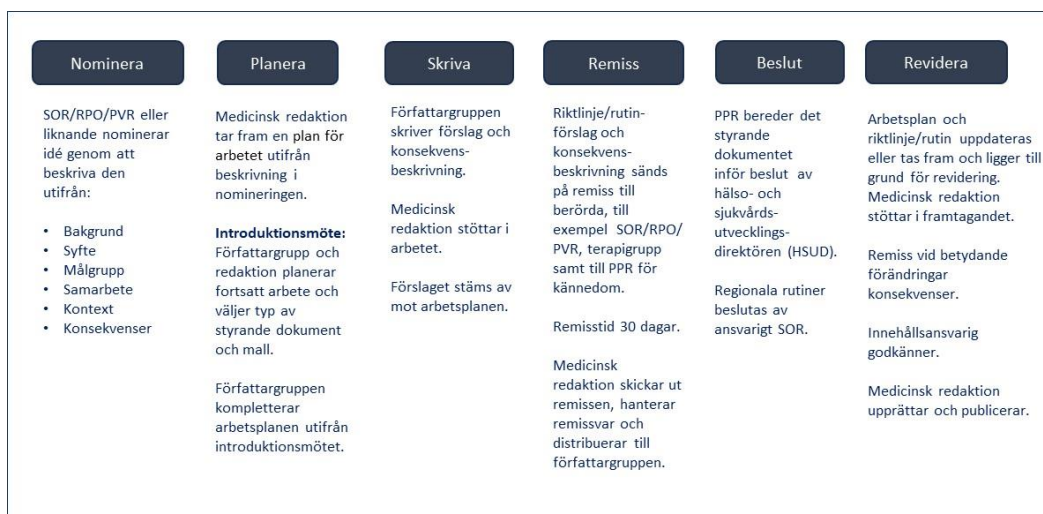 Nominera
SOR/RPO/PVR eller
liknande nominerar
idé genom att
beskriva den
utifrån:
• Bakgrund
• Syfte
• Målgrupp
• Samarbete
• Kontext
• Konsekvenser
Planera
Medicinsk redaktion
tar fram en plan för
arbetet utifrån
beskrivning i
nomineringen.
Introduktionsmöte:
Författargrupp och
redaktion planerar
fortsatt arbete och
väljer typ av
styrande dokument
och mall.
Författargruppen
kompletterar
arbetsplanen utifrån
introduktionsmötet.
Skriva
Författargruppen
skriver förslag och
konsekvens-
beskrivning.
Medicinsk
redaktion stöttar i
arbetet.
Förslaget stäms av
mot arbetsplanen.
Remiss
Riktlinje/rutin-
förslag och
konsekvens-
beskrivning sänds
på remiss till
berörda, till
exempel SOR/RPO/
PVR, terapigrupp
samt till PPR för
kännedom.
Remisstid 30 dagar.
Medicinsk
redaktion skickar ut
remissen, hanterar
remissvar och
distribuerar till
författargruppen.
Beslut
PPR bereder det
styrande
dokumentet
inför beslut av
hälso- och
sjukvårds-
utvecklings-
direktören (HSUD).
Regionala rutiner
beslutas av
ansvarigt SOR.
Revidera
Arbetsplan och
riktlinje/rutin uppdateras
eller tas fram och ligger till
grund för revidering.
Medicinsk redaktion
stöttar i framtagandet.
Remiss vid betydande
förändringar
konsekvenser.
Innehållsansvarig
godkänner.
Medicinsk redaktion
upprättar och publicerar.